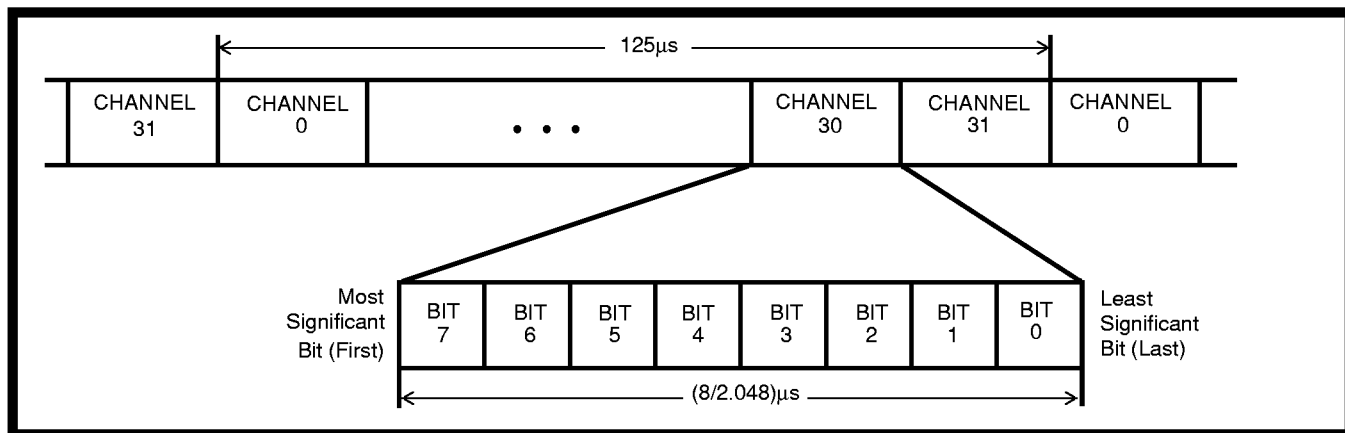 125µs
CHANNEL
31
CHANNEL
0
• • •
CHANNEL
30
CHANNEL
31
CHANNEL
0
Most
Significant
Bit (First)
BIT
7
BIT
6
BIT
5
BIT
4
BIT
3
BIT
2
BIT
1
BIT
0
Least
Significant
Bit (Last)
(8/2.048)µs